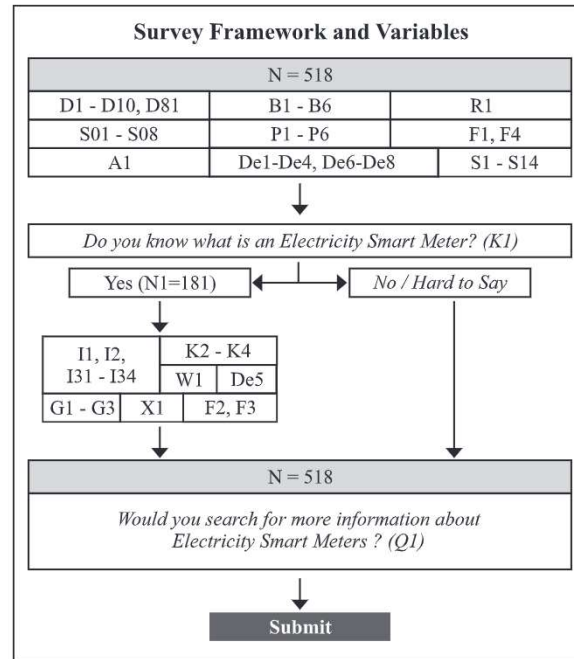 Survey Framework and Variables
N = 518
D1 - D10, D81
B1 - B6
R1
S01 - S08
P1 - P6
F1, F4
A1
De1-De4, De6-De8
S1 - S14
Do you know what is an Electricity Smart Meter? (K1)
Yes (N1=181)
No / Hard to Say
I1, I2,
I31 - I34
K2 - K4
W1
De5
G1 - G3
X1
F2, F3
N = 518
Would you search for more information about
Electricity Smart Meters ? (Q1)
Submit